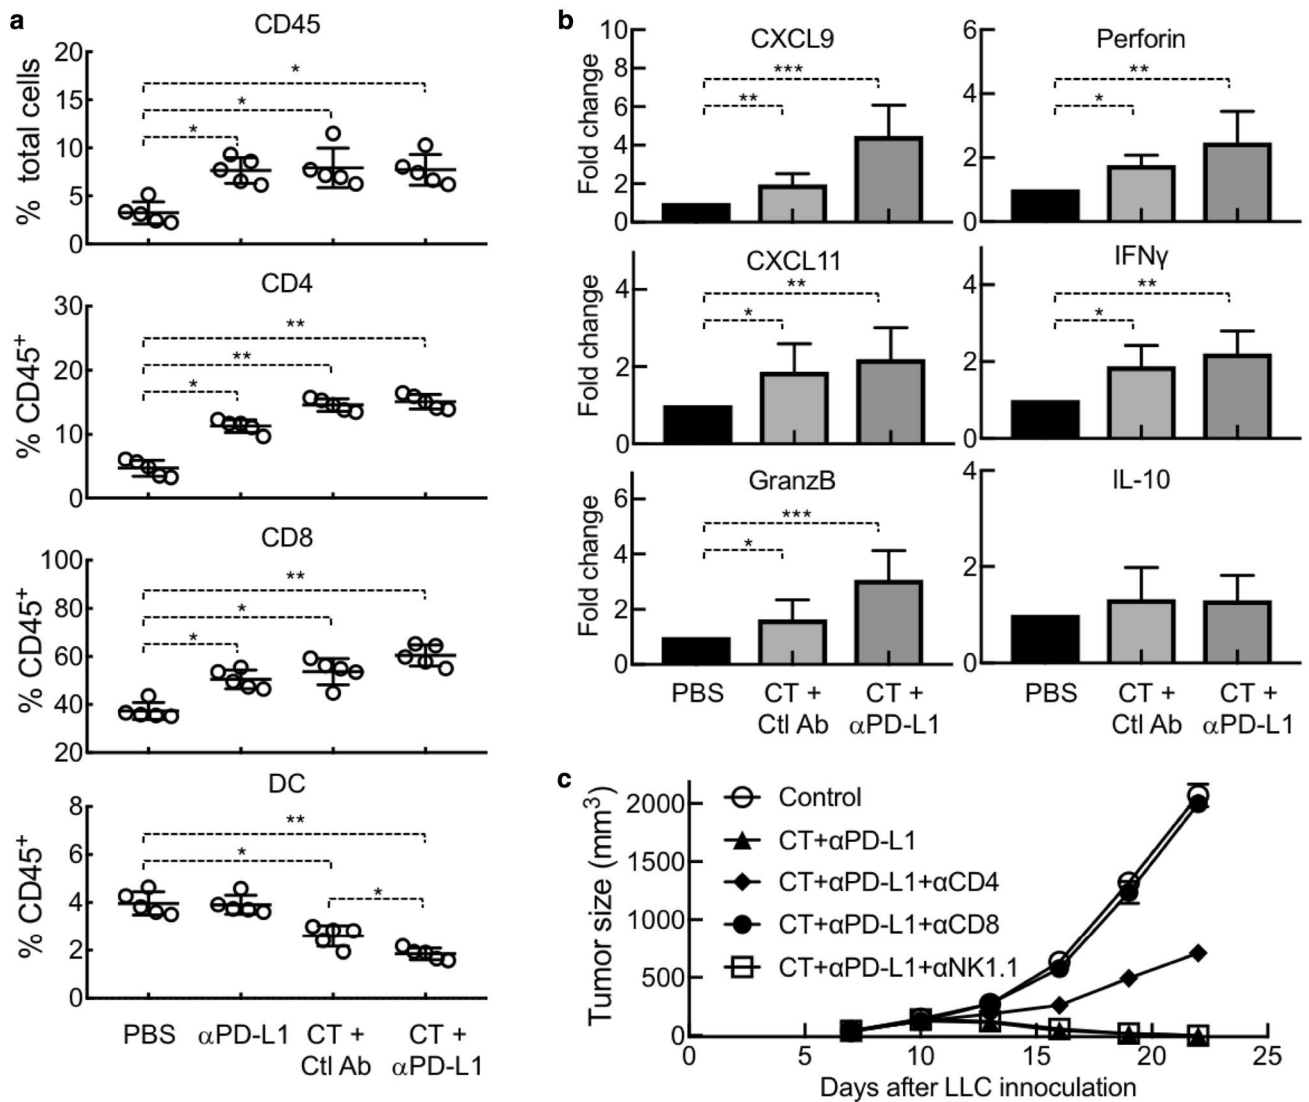 a
CD45
% total cells
20
15
10
5
0
*
*
*
CD4
% CD45+
30
20
10
0
**
**
*
CD8
% CD45+
100
80
60
40
20
**
*
*
DC
% CD45+
8
6
4
2
0
**
*
*
PBS
αPD-L1
CT +
Ctl Ab
CT +
αPD-L1
b
CXCL9
Fold change
10
8
6
4
2
0
***
**
Perforin
6
4
2
0
**
*
CXCL11
Fold change
4
2
0
**
*
IFNγ
4
2
0
**
*
GranzB
Fold change
6
4
2
0
***
*
IL-10
4
2
0
PBS
CT +
Ctl Ab
CT +
αPD-L1
PBS
CT +
Ctl Ab
CT +
αPD-L1
c
Tumor size (mm3)
2000
1500
1000
500
0
Control
CT+αPD-L1
CT+αPD-L1+αCD4
CT+αPD-L1+αCD8
CT+αPD-L1+αNK1.1
0 5 10 15 20 25
Days after LLC innoculation